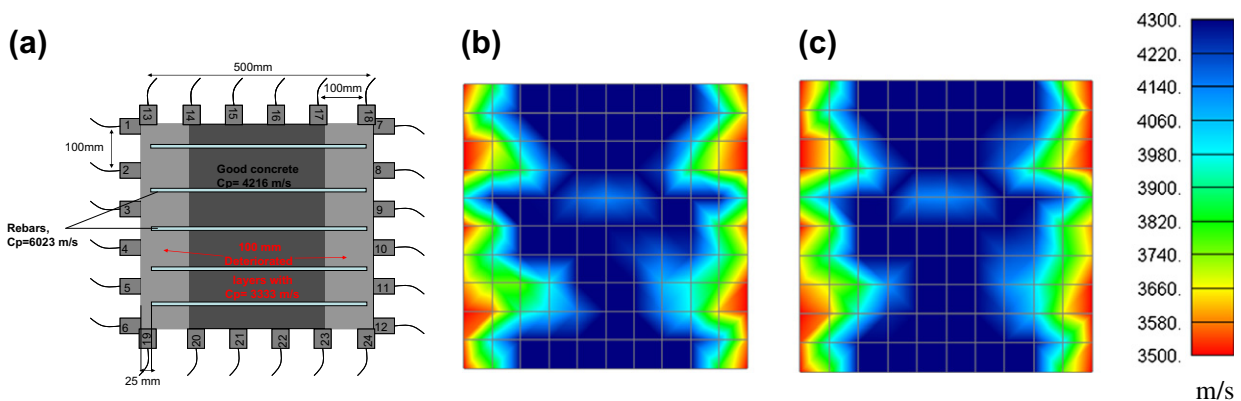 (a)
(b)
(c)
500mm
100mm
13
14
15
16
17
18
1
2
3
4
5
6
7
8
9
10
11
12
100mm
Good concrete
Cp= 4216 m/s
Rebars,
Cp=6023 m/s
100 mm
Deteriorated
layers with
Cp= 3333 m/s
19
20
21
22
23
24
25 mm
4300.
4220.
4140.
4060.
3980.
3900.
3820.
3740.
3660.
3580.
3500.
m/s